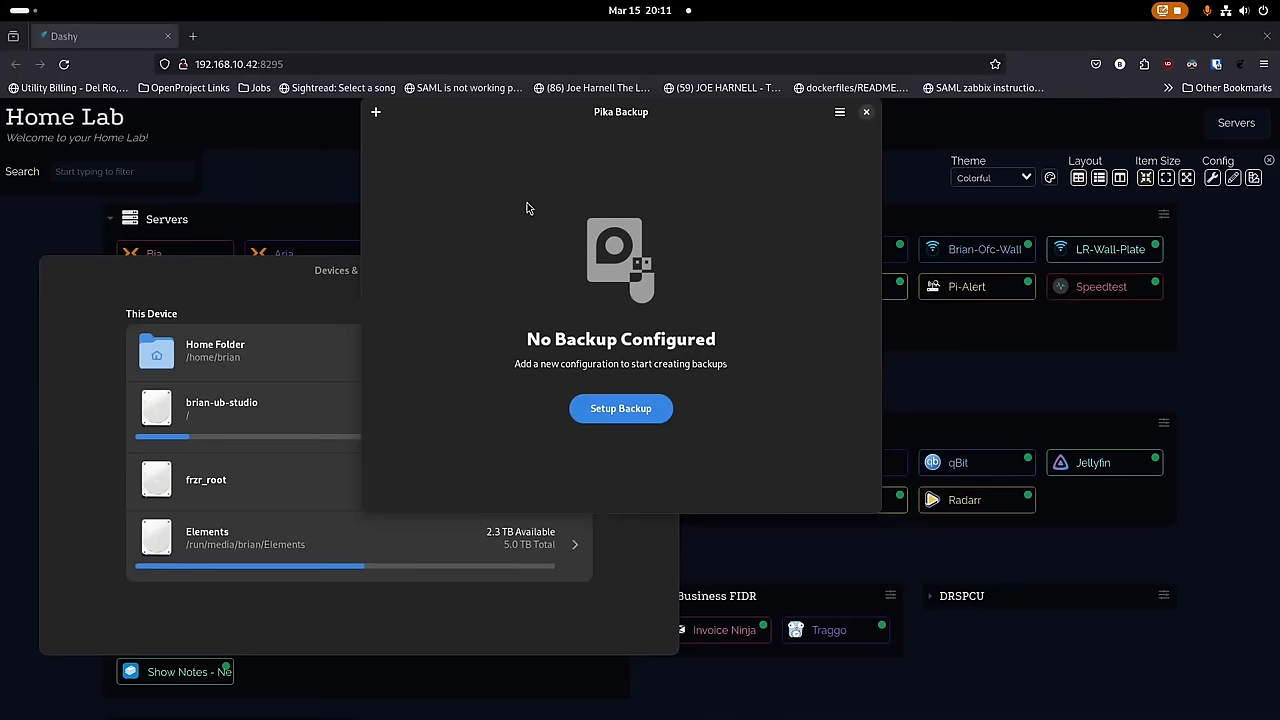 Mar 15 20:11
Dashy
192.168.10.42:8295
Utility Billing - Del Rio,...
OpenProject Links
Jobs
Sightread: Select a song
SAML is not working p...
(86) Joe Harnell The L...
(59) JOE HARNELL - T...
dockerfiles/README....
SAML zabbix instructio...
Other Bookmarks
Home Lab
Welcome to your Home Lab!
Servers
Search
Start typing to filter
Theme
Colorful
Layout
Item Size
Config
Servers
Bia
Aria
Brian-Ofc-Wall
LR-Wall-Plate
Pi-Alert
Speedtest
qBit
Jellyfin
Radarr
Business FIDR
Invoice Ninja
Traggo
DRSPCU
Show Notes - Ne
Pika Backup
No Backup Configured
Add a new configuration to start creating backups
Setup Backup
Devices &
This Device
Home Folder
/home/brian
brian-ub-studio
/
frzr_root
Elements
/run/media/brian/Elements
2.3 TB Available
5.0 TB Total